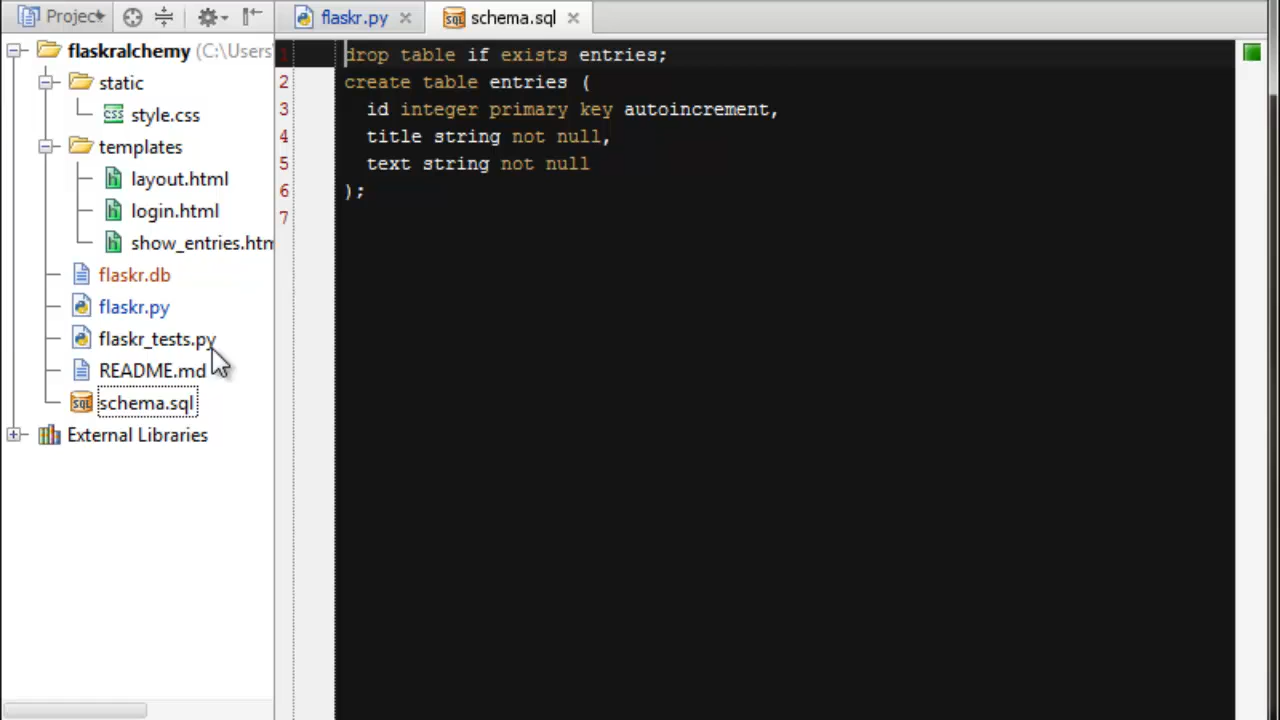 Project
flaskr.py
schema.sql
flaskralchemy (C:\Users
static
style.css
templates
layout.html
login.html
show_entries.htm
flaskr.db
flaskr.py
flaskr_tests.py
README.md
schema.sql
External Libraries
1 drop table if exists entries;
2 create table entries (
3 id integer primary key autoincrement,
4 title string not null,
5 text string not null
6 );
7